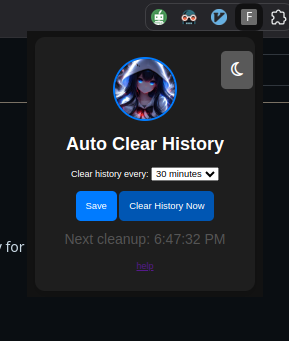 F
Auto Clear History
Clear history every: 30 minutes
Save Clear History Now
y for
Next cleanup: 6:47:32 PM
help